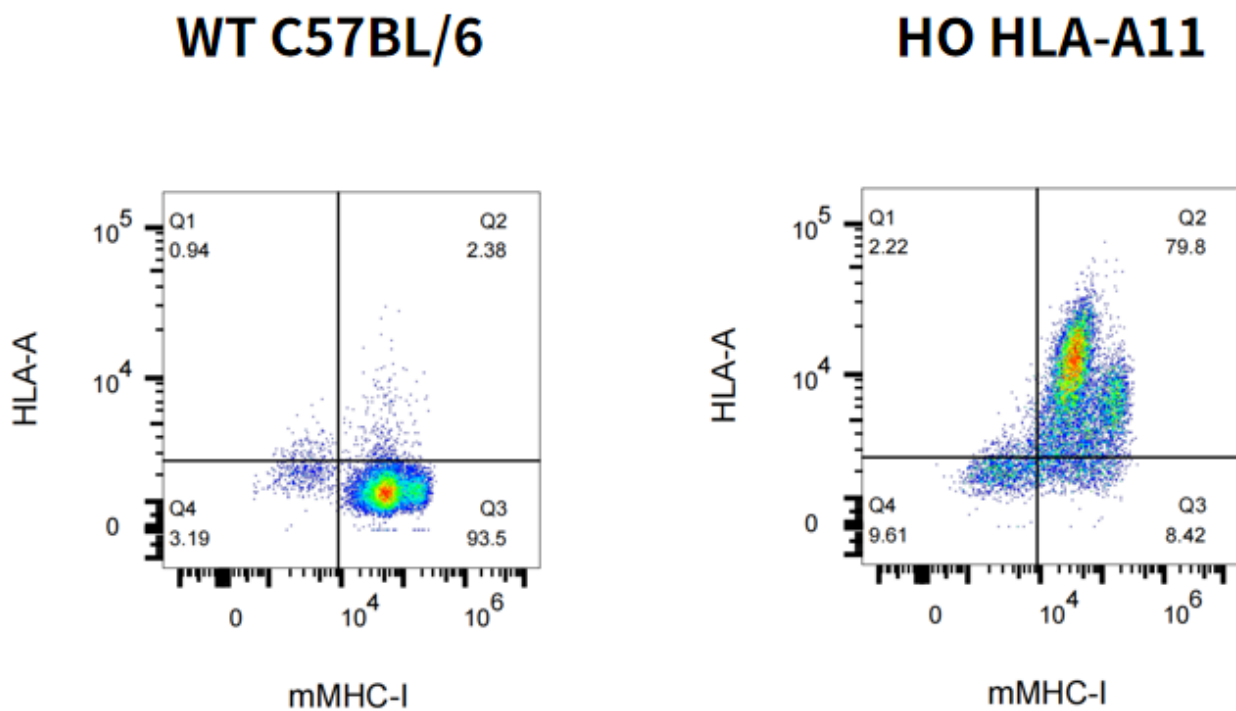 WT C57BL/6
HO HLA-A11
Q1
0.94
Q2
2.38
Q4
3.19
Q3
93.5
10^5
10^4
0
HLA-A
0
10^4
10^6
mMHC-I
Q1
2.22
Q2
79.8
Q4
9.61
Q3
8.42
10^5
10^4
0
HLA-A
0
10^4
10^6
mMHC-I